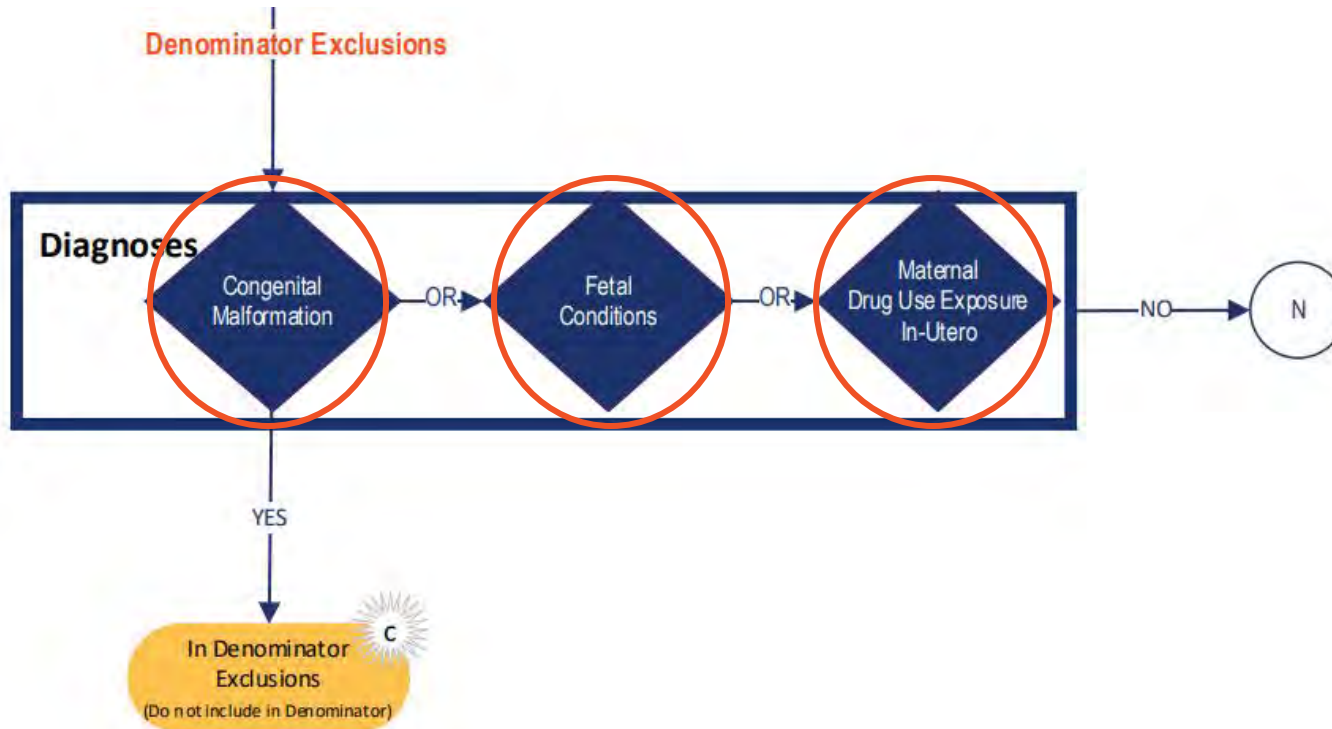 Denominator Exclusions
Diagnoses
Congenital
Malformation
OR
Fetal
Conditions
OR
Maternal
Drug Use Exposure
In-Utero
NO
N
YES
C
In Denominator
Exclusions
(Do not include in Denominator)